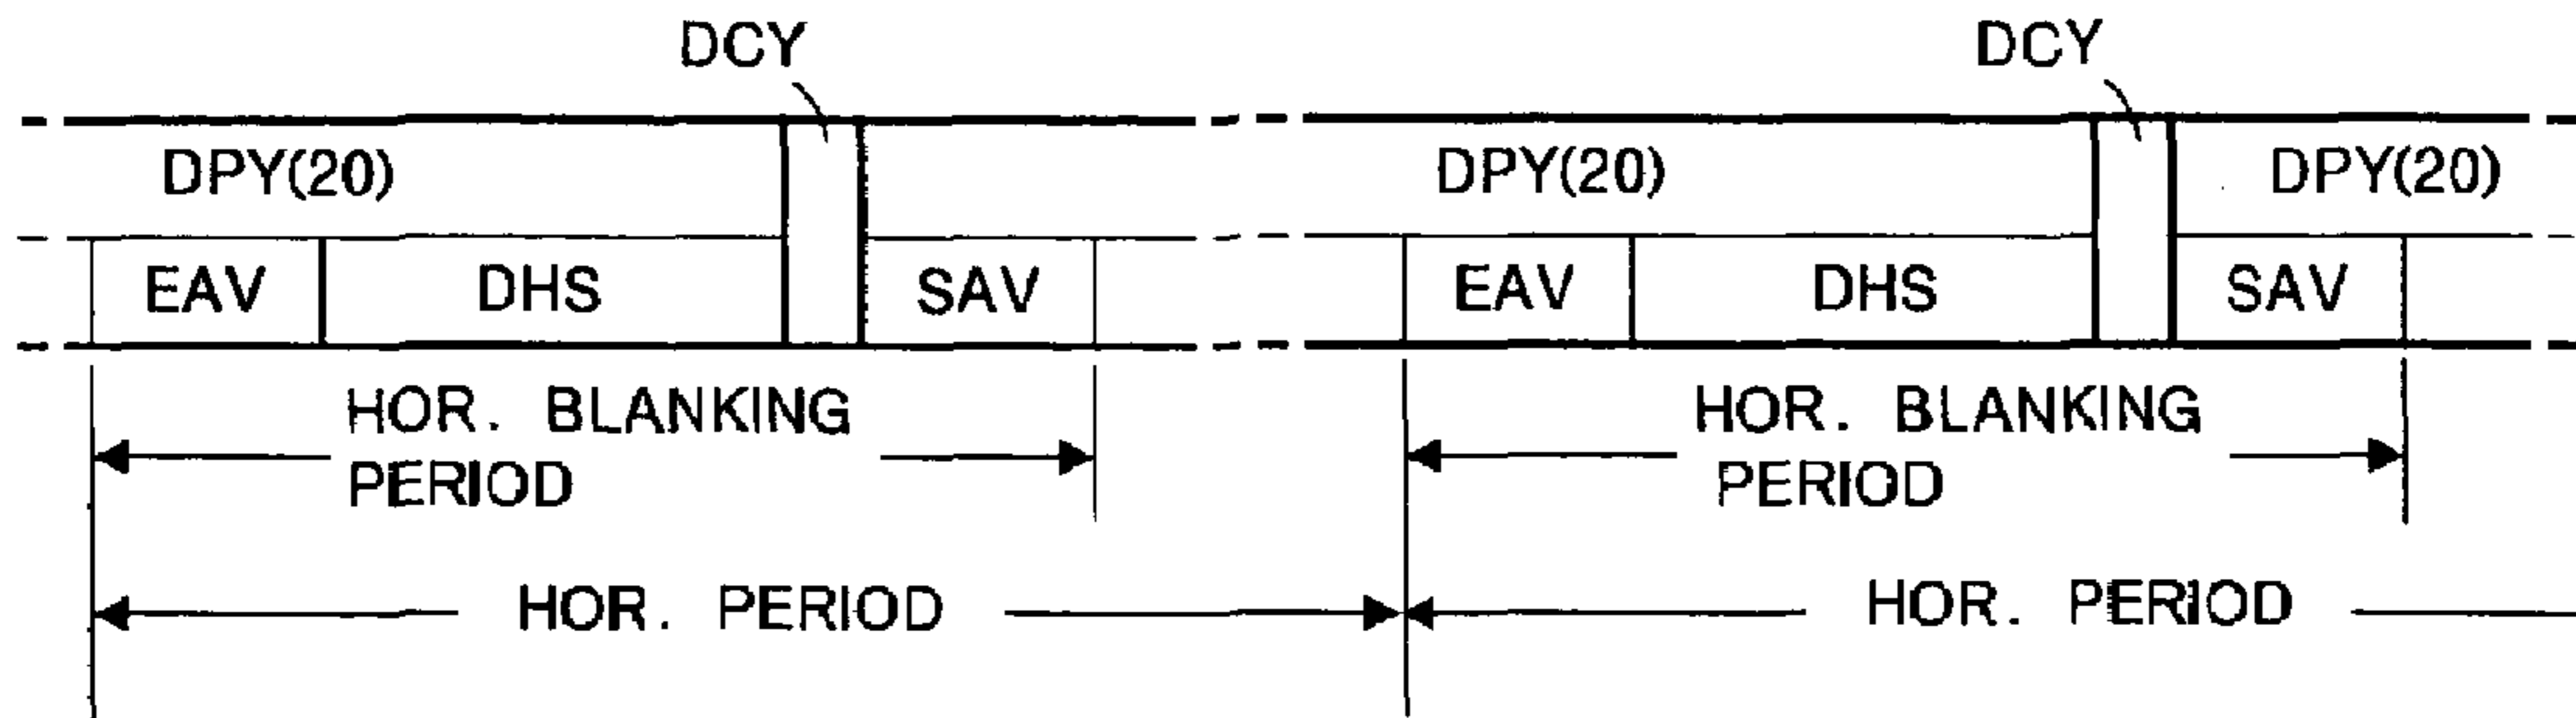 DCY DCY
DPY(20) DPY(20) DPY(20)
EAV DHS SAV EAV DHS SAV
HOR. BLANKING PERIOD
HOR. BLANKING PERIOD
HOR. PERIOD HOR. PERIOD